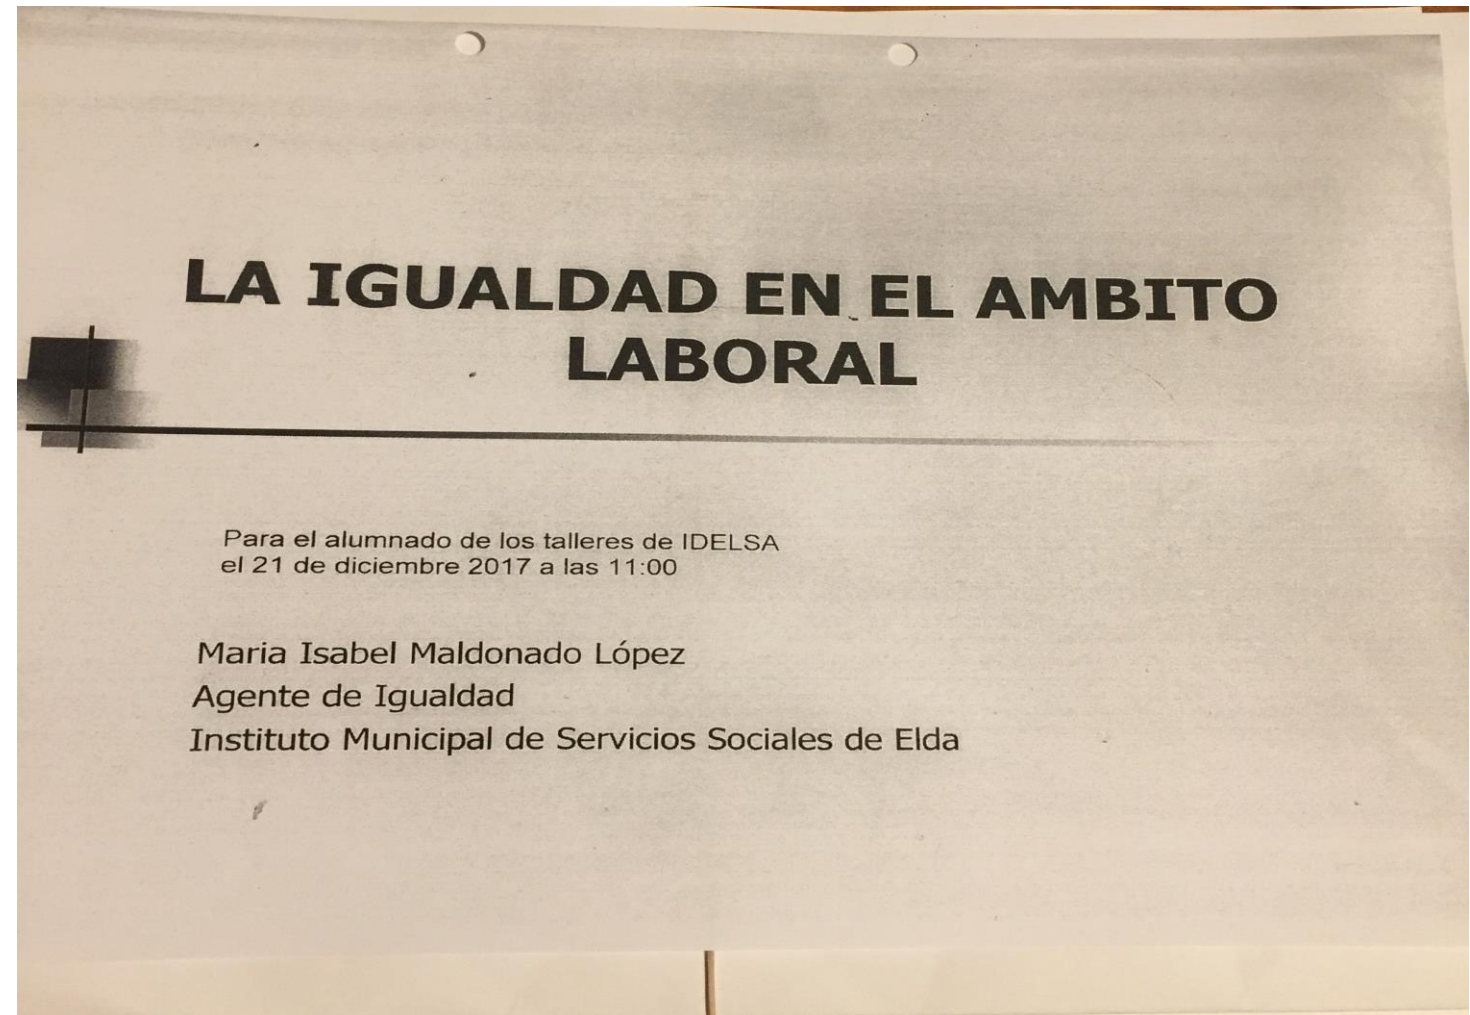 LA IGUALDAD EN EL AMBITO
LABORAL
Para el alumnado de los talleres de IDELSA
el 21 de diciembre 2017 a las 11:00
Maria Isabel Maldonado López
Agente de Igualdad
Instituto Municipal de Servicios Sociales de Elda